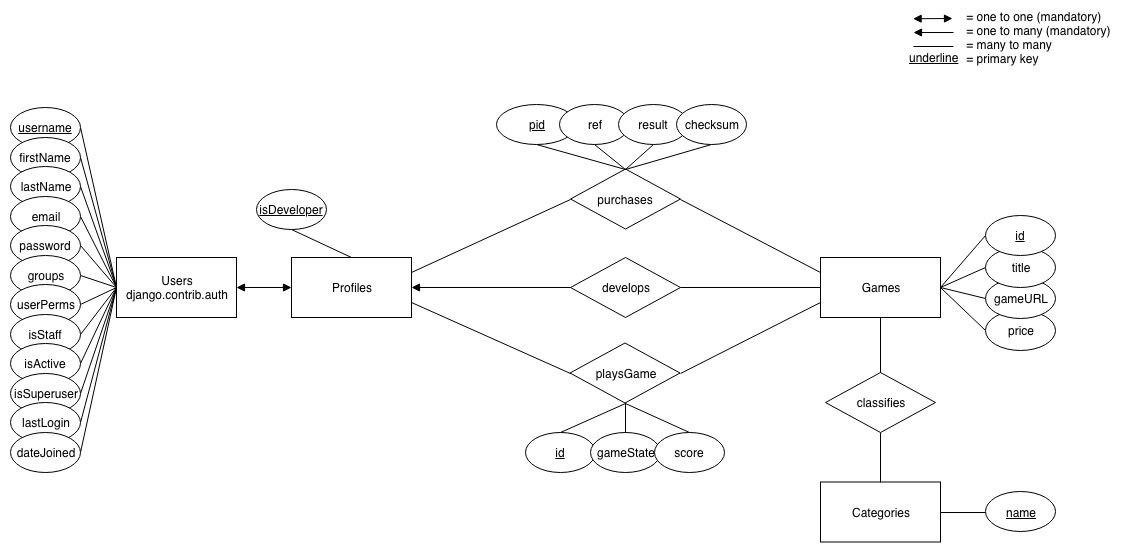 = one to one (mandatory)
= one to many (mandatory)
= many to many
underline = primary key
username
firstName
lastName
email
password
groups
userPerms
isStaff
isActive
isSuperuser
lastLogin
dateJoined
Users
django.contrib.auth
isDeveloper
Profiles
pid
ref
result
checksum
purchases
develops
playsGame
id
gameState
score
Games
id
title
gameURL
price
classifies
Categories
name